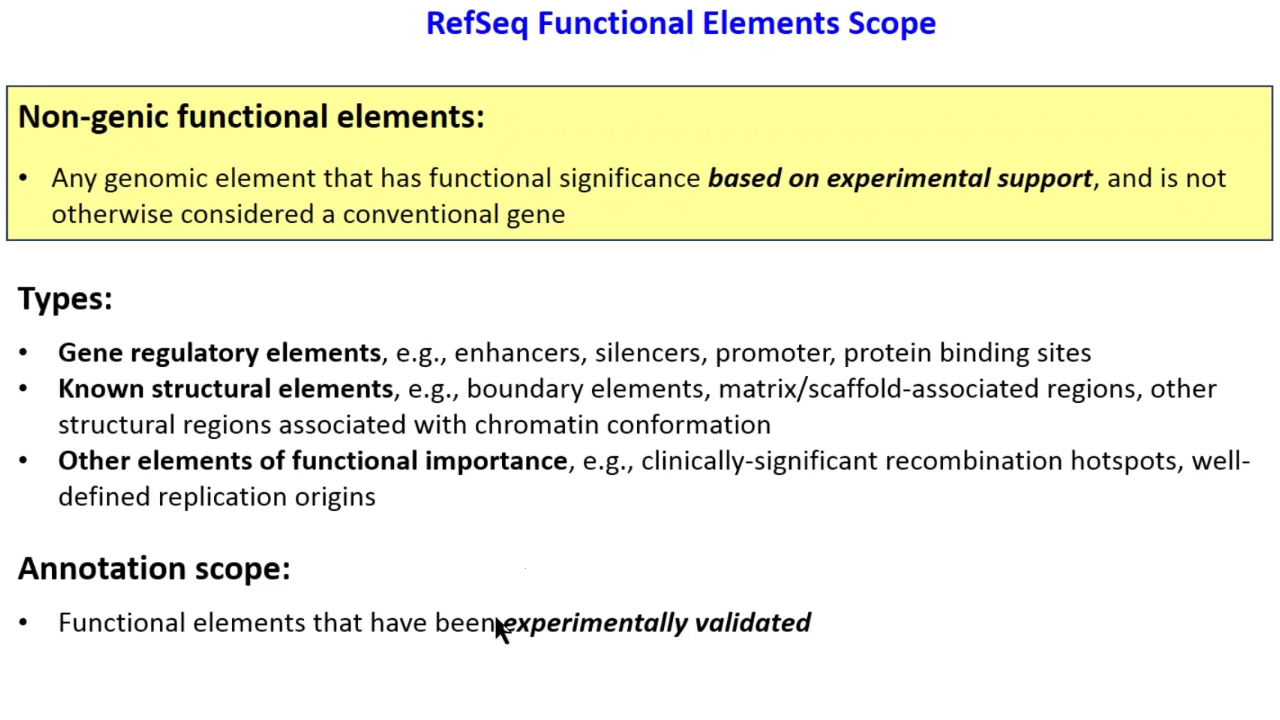 RefSeq Functional Elements Scope
Non-genic functional elements:
• Any genomic element that has functional significance based on experimental support, and is not
otherwise considered a conventional gene
Types:
• Gene regulatory elements, e.g., enhancers, silencers, promoter, protein binding sites
• Known structural elements, e.g., boundary elements, matrix/scaffold-associated regions, other
structural regions associated with chromatin conformation
• Other elements of functional importance, e.g., clinically-significant recombination hotspots, well-
defined replication origins
Annotation scope:
• Functional elements that have been experimentally validated